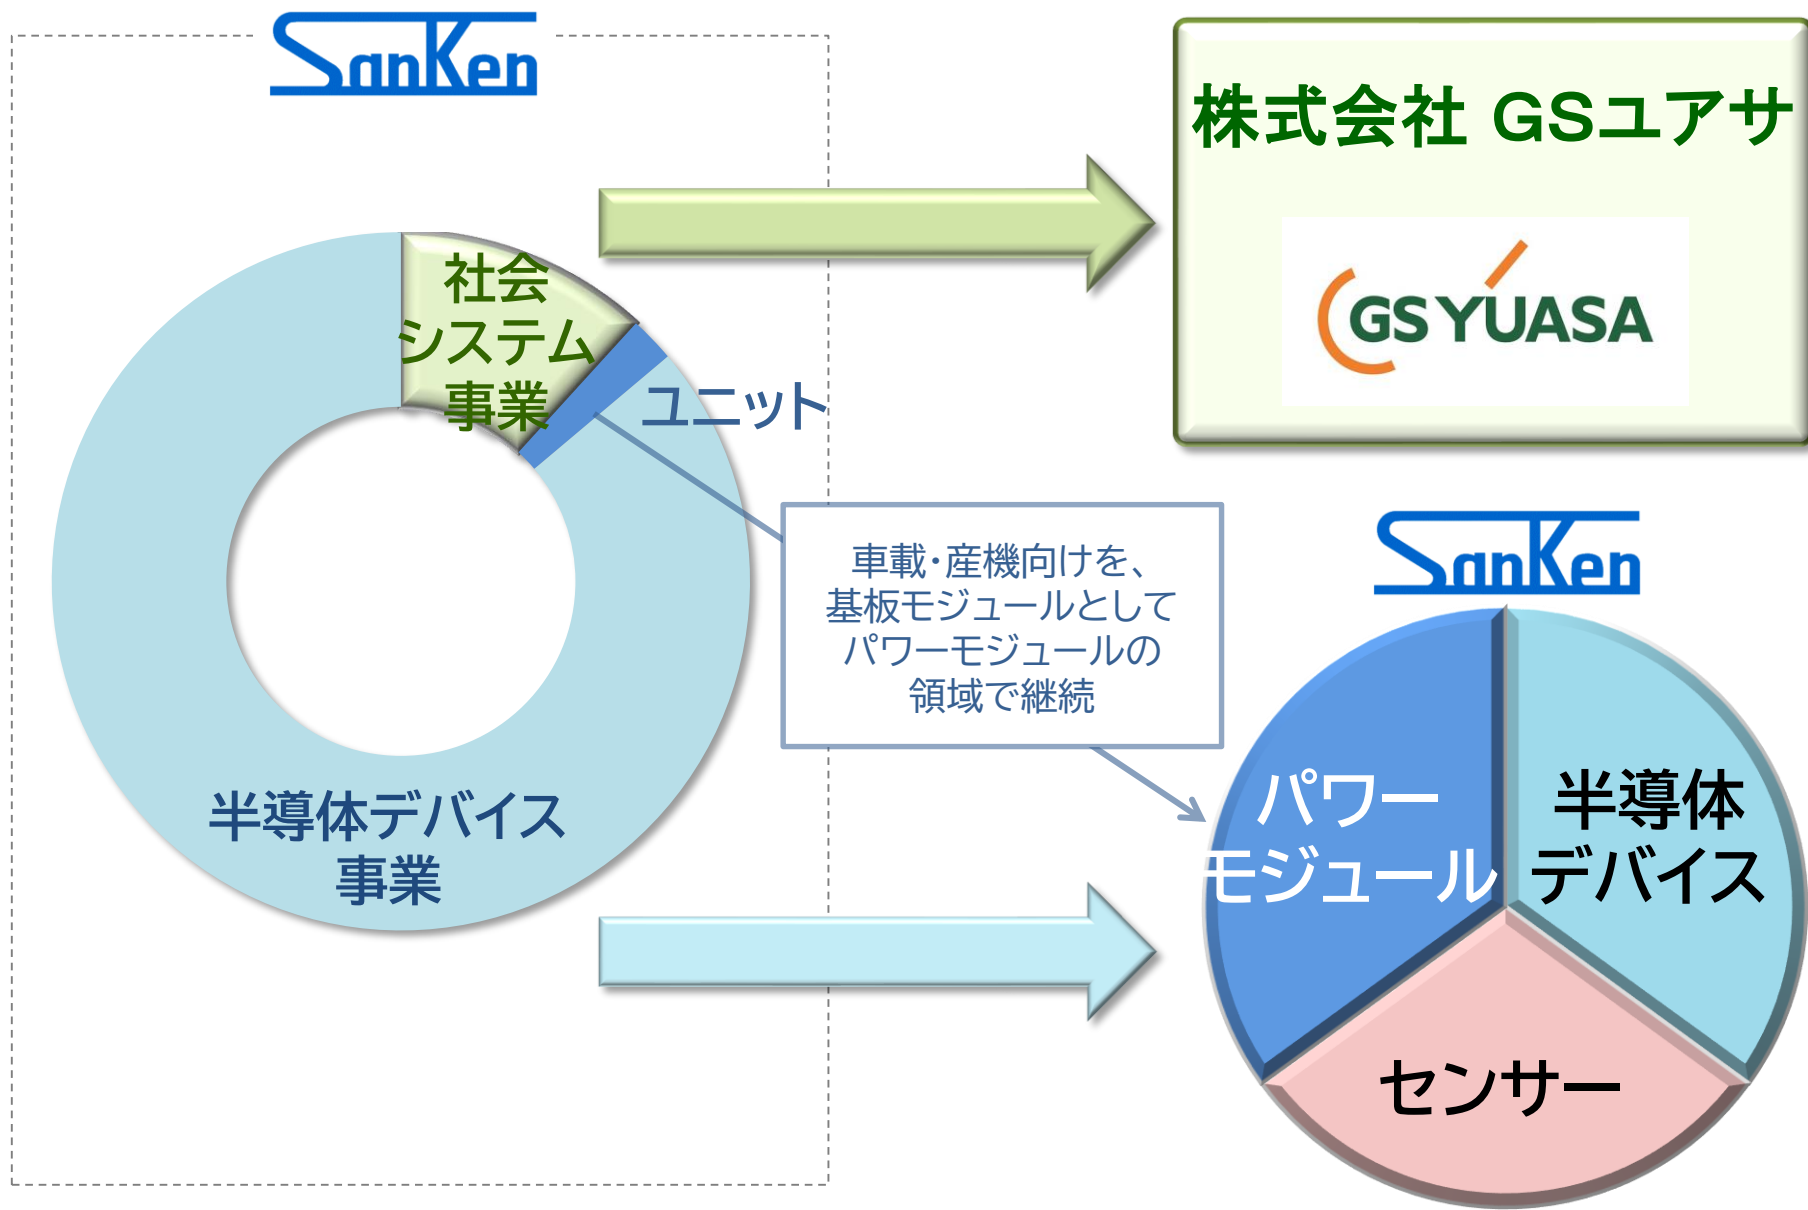 SanKen
株式会社 GSユアサ
GS YUASA
社会
システム
事業
ユニット
車載・産機向けを、
基板モジュールとして
パワーモジュールの
領域で継続
半導体デバイス
事業
SanKen
パワー
モジュール
半導体
デバイス
センサー